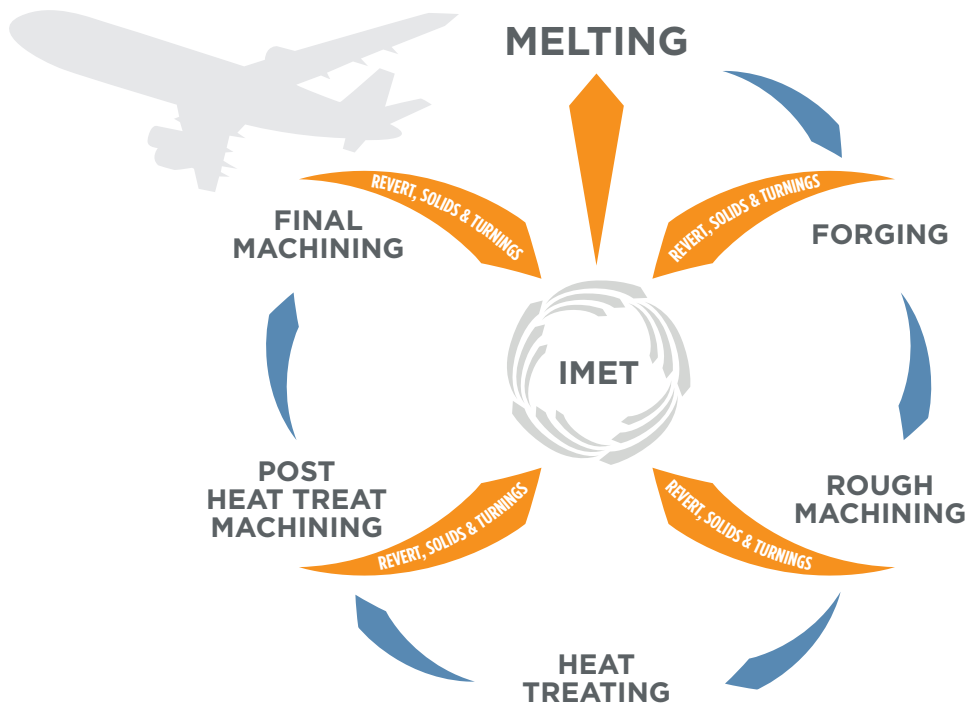 MELTING
REVERT, SOLIDS & TURNINGS
REVERT, SOLIDS & TURNINGS
FINAL
MACHINING
FORGING
IMET
POST
HEAT TREAT
MACHINING
ROUGH
MACHINING
REVERT, SOLIDS & TURNINGS
REVERT, SOLIDS & TURNINGS
HEAT
TREATING